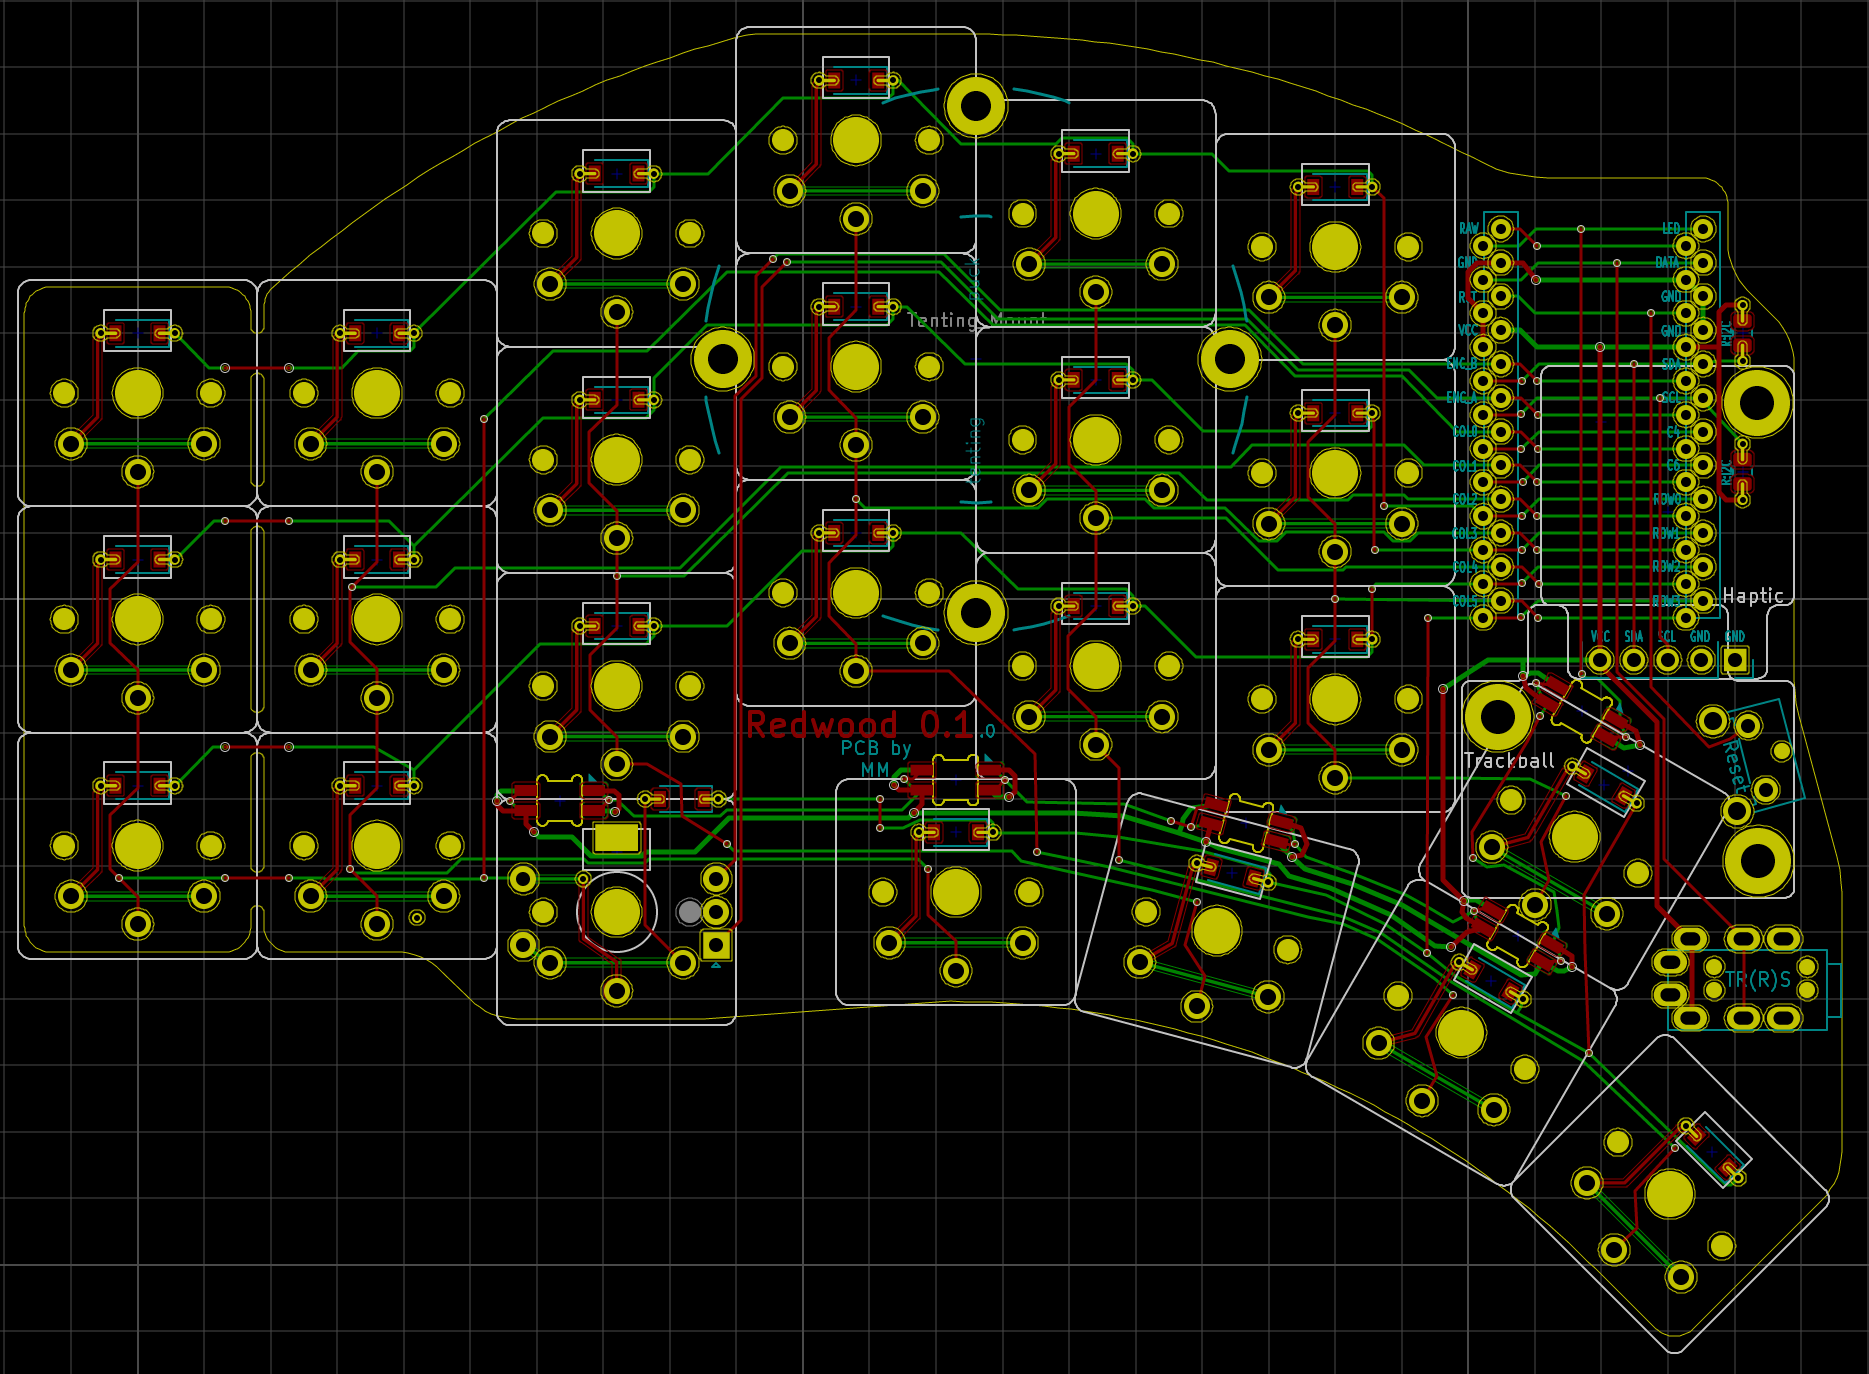 Tenting Mount
RAW
GND
VCC
ENC_B
ENC_A
COL0
COL1
COL2
COL3
COL4
COL5
LED
DATA
GND
GND
SDA
SCL
C4
C6
ROW0
ROW1
ROW2
ROW3
Haptic
VCC SDA SCL GND GND
Redwood 0.1.0
PCB by
MM
Trackball
Reset
TR(R)S